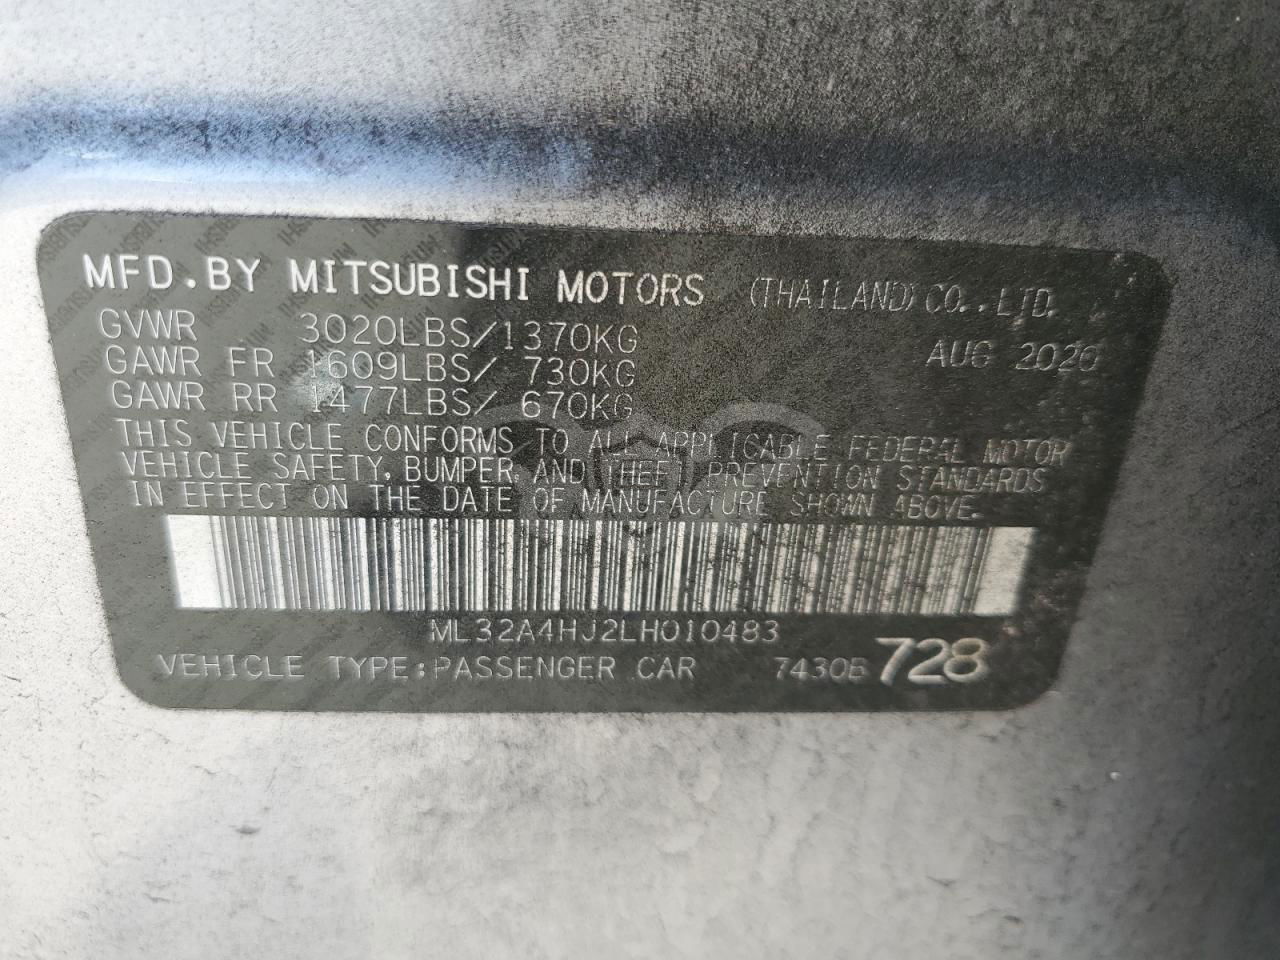 MFD.BY MITSUBISHI MOTORS (THAILAND)CO.,LTD.
GVWR 3020LBS/1370KG AUG 2020
GAWR FR 1609LBS/ 730KG
GAWR RR 1477LBS/ 670KG
THIS VEHICLE CONFORMS TO ALL APPLICABLE FEDERAL MOTOR
VEHICLE SAFETY, BUMPER, AND THEFT PREVENTION STANDARDS
IN EFFECT ON THE DATE OF MANUFACTURE SHOWN ABOVE.
ML32A4HJ2LH010483
VEHICLE TYPE:PASSENGER CAR 7430B 728